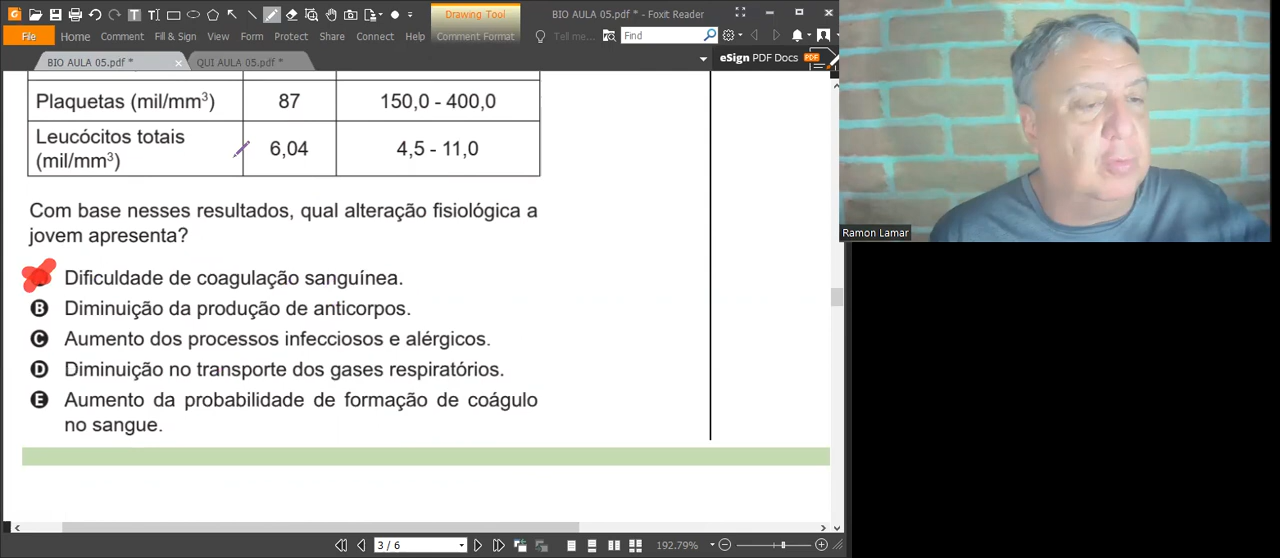 Drawing Tool
BIO AULA 05.pdf * - Foxit Reader
File
Home
Comment
Fill & Sign
View
Form
Protect
Share
Connect
Help
Comment Format
Tell me...
Find
BIO AULA 05.pdf *
QUI AULA 05.pdf *
eSign PDF Docs
PDF
Plaquetas (mil/mm³) 87 150,0 - 400,0
Leucócitos totais
(mil/mm³) 6,04 4,5 - 11,0
Com base nesses resultados, qual alteração fisiológica a
jovem apresenta?
Dificuldade de coagulação sanguínea.
B Diminuição da produção de anticorpos.
C Aumento dos processos infecciosos e alérgicos.
D Diminuição no transporte dos gases respiratórios.
E Aumento da probabilidade de formação de coágulo
no sangue.
Ramon Lamar
3 / 6
192.79%